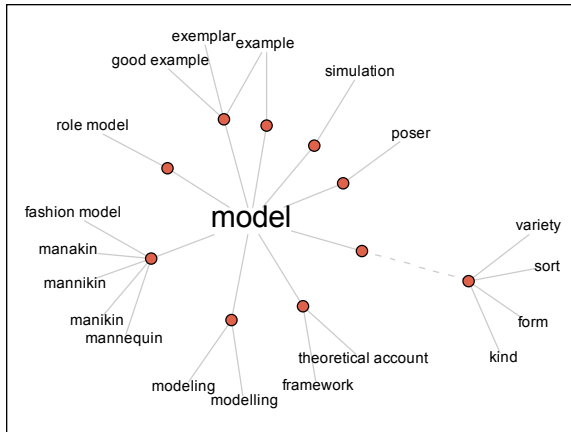 exemplar
example
good example
simulation
role model
poser
fashion model
model
variety
manakin
sort
mannikin
manikin
form
mannequin
kind
theoretical account
modeling
framework
modelling